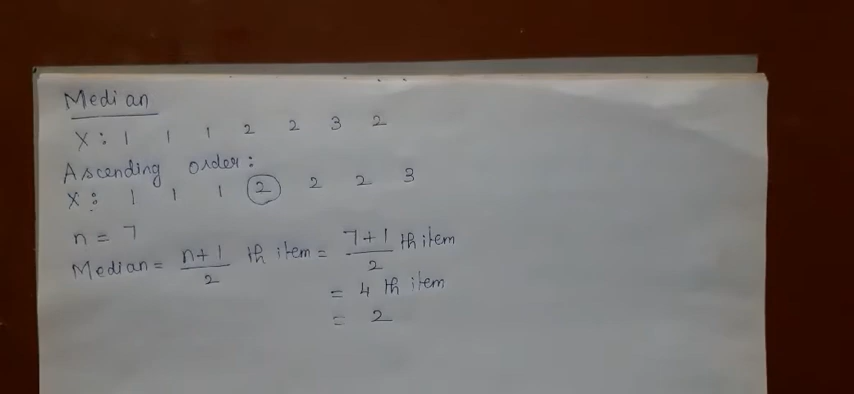 Median
X: 1 1 1 2 2 3 2
Ascending order:
X: 1 1 1 2 2 2 3
n = 7
Median = n+1/2 th item = 7+1/2 th item
= 4 th item
= 2